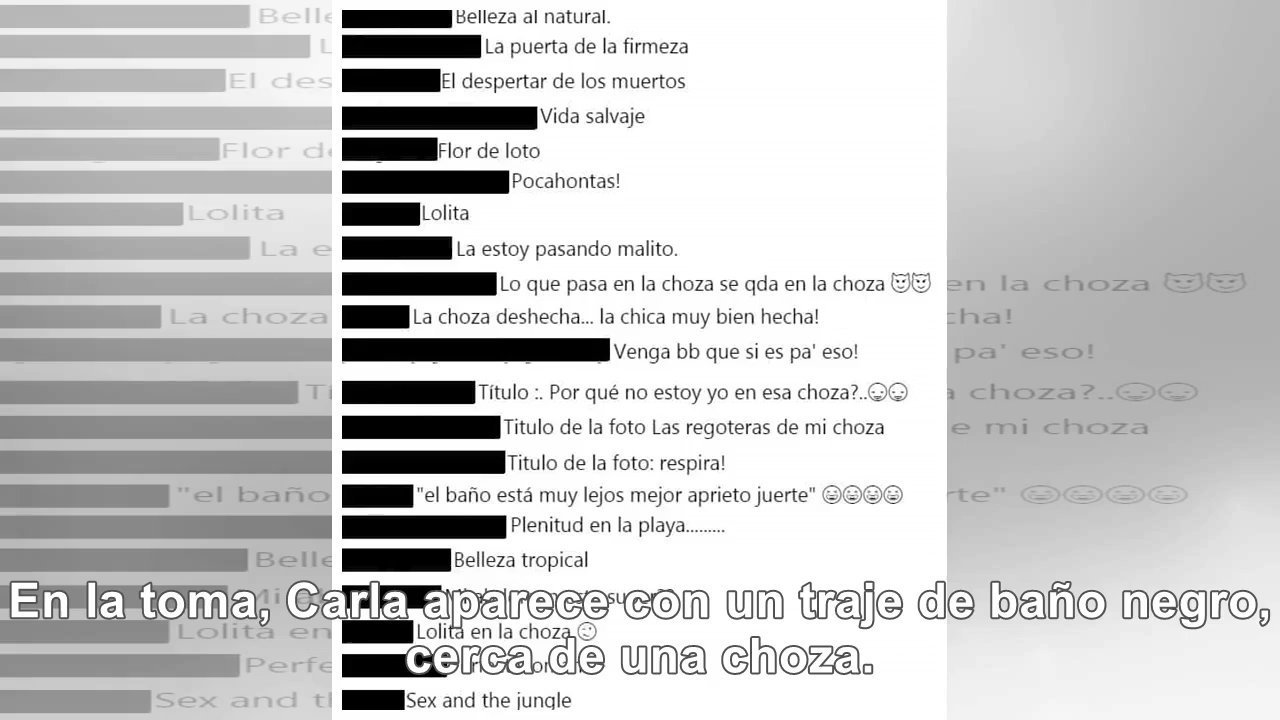 Belleza al natural.
La puerta de la firmeza
El despertar de los muertos
Vida salvaje
Flor de loto
Pocahontas!
Lolita
La estoy pasando malito.
Lo que pasa en la choza se qda en la choza 😈😈
La choza deshecha... la chica muy bien hecha!
Venga bb que si es pa' eso!
Título :. Por qué no estoy yo en esa choza?..
Titulo de la foto Las regoteras de mi choza
Titulo de la foto: respira!
"el baño está muy lejos mejor aprieto juerte"
Plenitud en la playa.........
Belleza tropical
Lolita en la choza
Sex and the jungle
En la toma, Carla aparece con un traje de baño negro,
cerca de una choza.